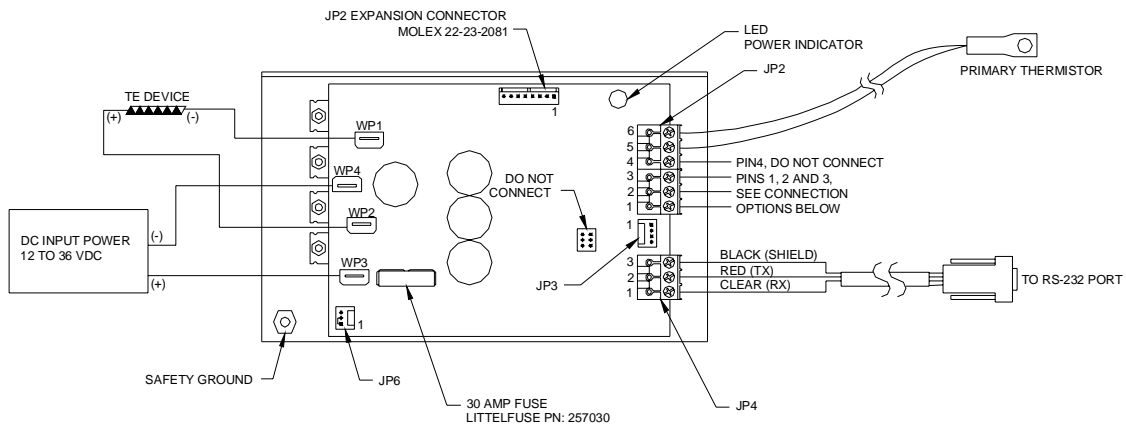 JP2 EXPANSION CONNECTOR
MOLEX 22-23-2081
LED
POWER INDICATOR
JP2
PRIMARY THERMISTOR
TE DEVICE
(+)
(-)
WP1
1
6
5
4
3
2
1
PIN4, DO NOT CONNECT
PINS 1, 2 AND 3,
SEE CONNECTION
OPTIONS BELOW
WP4
DO NOT
CONNECT
WP2
DC INPUT POWER
12 TO 36 VDC
(-)
(+)
WP3
1
JP3
3
2
1
BLACK (SHIELD)
RED (TX)
CLEAR (RX)
TO RS-232 PORT
1
SAFETY GROUND
JP6
30 AMP FUSE
LITTELFUSE PN: 257030
JP4